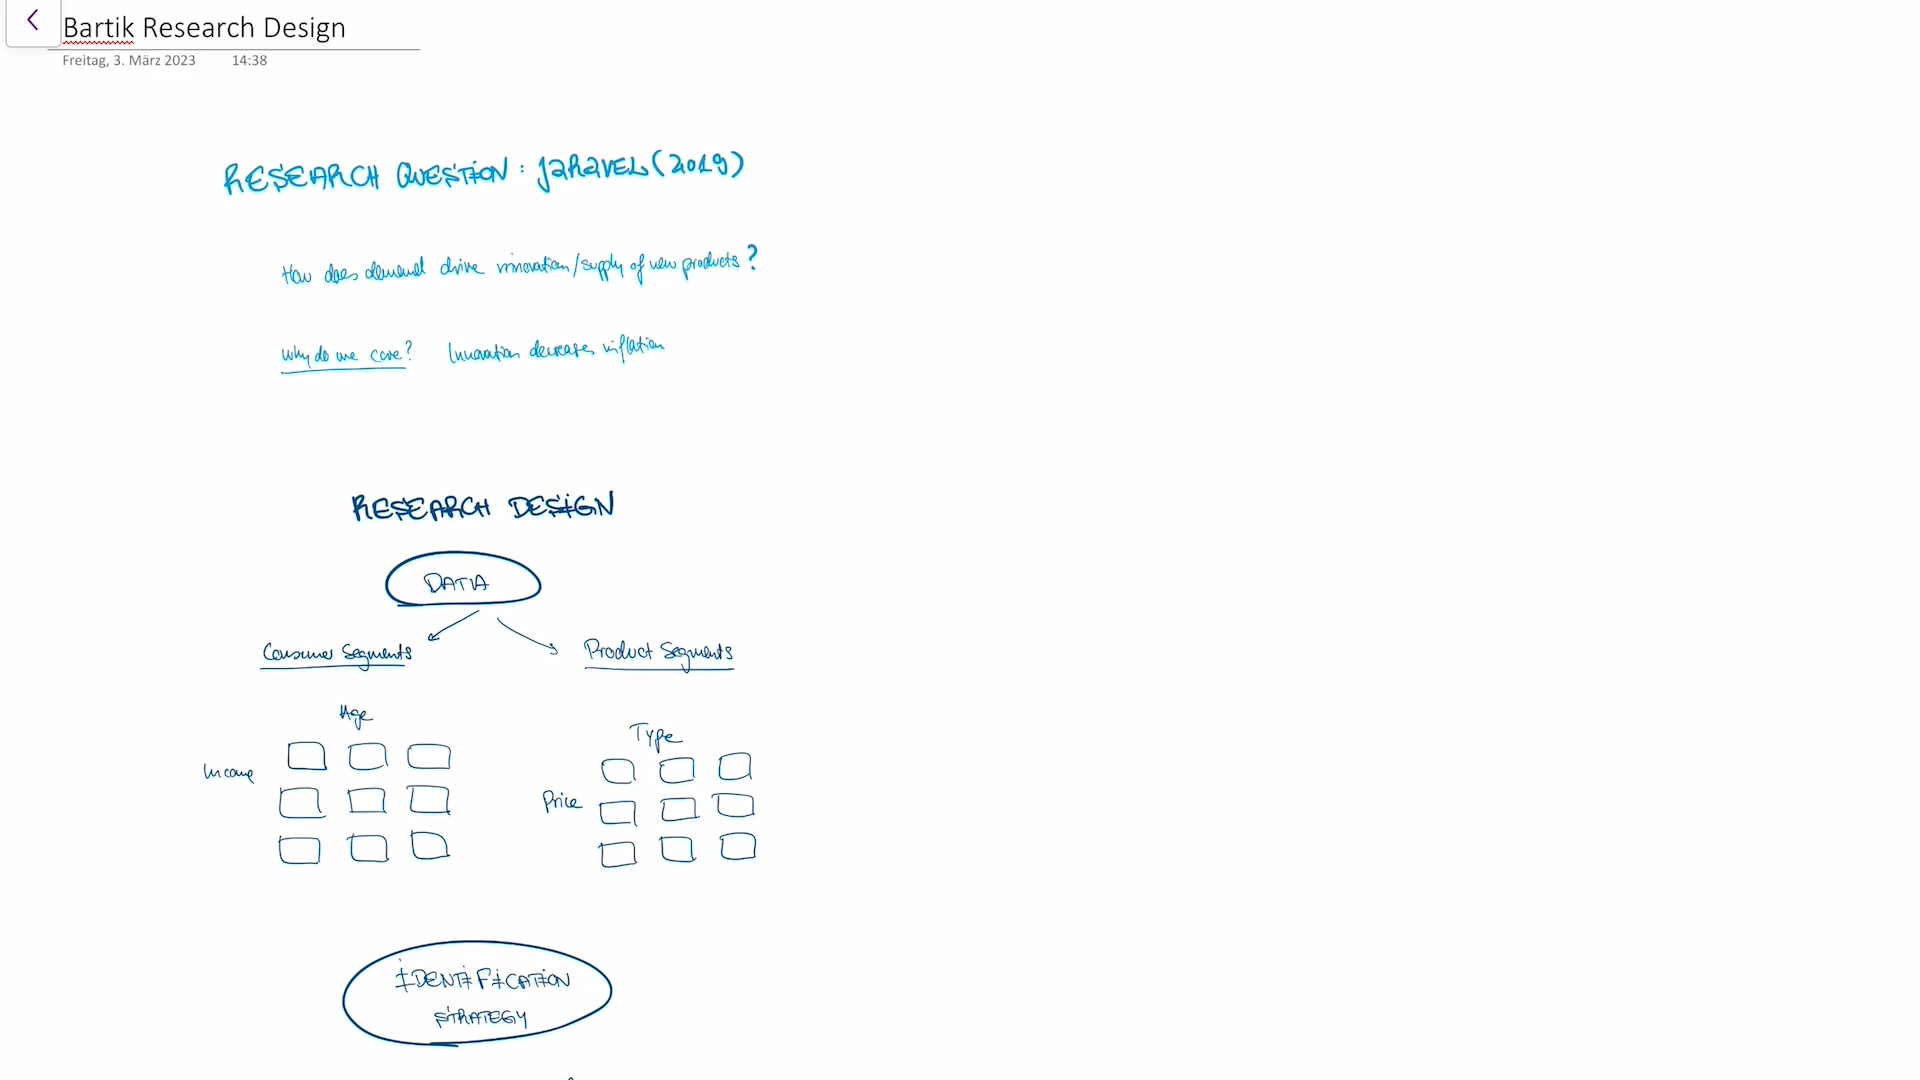 Bartik Research Design
Freitag, 3. März 2023 14:38
RESEARCH QUESTION: JARAVEL (2019)
How does demand drive innovation/supply of new products?
Why do we care? Innovation decreases inflation
RESEARCH DESIGN
DATA
Consumer Segments Product Segments
Age
Type
Income
Price
IDENTIFICATION
STRATEGY